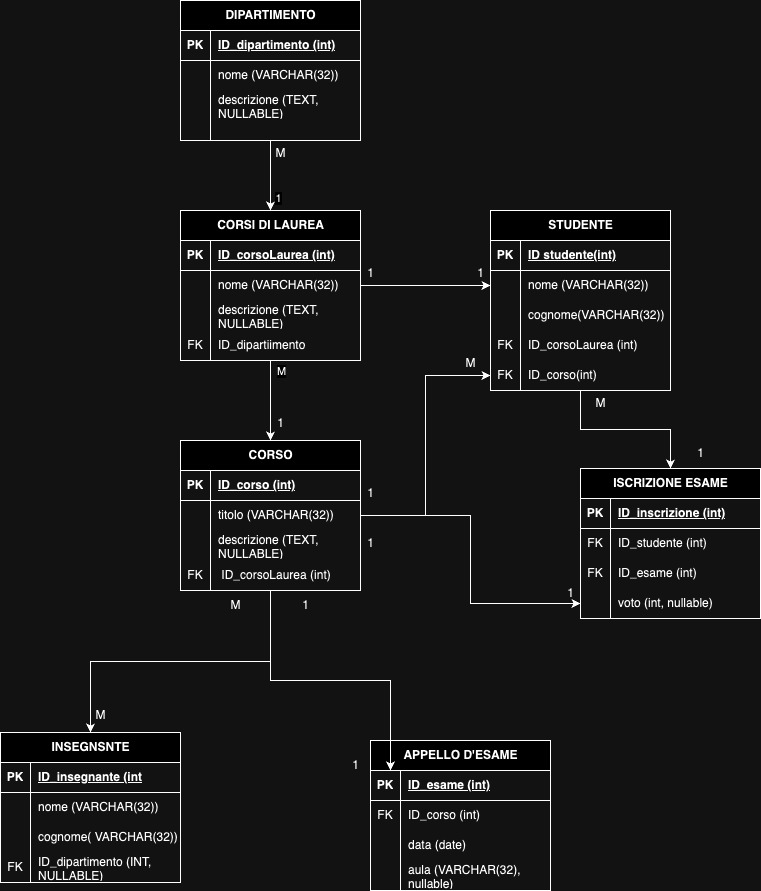 DIPARTIMENTO
PK ID_dipartimento (int)
nome (VARCHAR(32))
descrizione (TEXT,
NULLABLE)
M
1
CORSI DI LAUREA
PK ID_corsoLaurea (int)
nome (VARCHAR(32))
descrizione (TEXT,
NULLABLE)
FK ID_dipartiimento
1 1
STUDENTE
PK ID studente(int)
nome (VARCHAR(32))
cognome(VARCHAR(32))
FK ID_corsoLaurea (int)
FK ID_corso(int)
M
M
1
M
1
CORSO
PK ID_corso (int)
titolo (VARCHAR(32))
descrizione (TEXT,
NULLABLE)
FK ID_corsoLaurea (int)
1
1
ISCRIZIONE ESAME
PK ID_inscrizione (int)
FK ID_studente (int)
FK ID_esame (int)
voto (int, nullable)
1
M 1
M
1
INSEGNSNTE
PK ID_insegnante (int
nome (VARCHAR(32))
cognome( VARCHAR(32))
FK ID_dipartimento (INT,
NULLABLE)
APPELLO D'ESAME
PK ID_esame (int)
FK ID_corso (int)
data (date)
aula (VARCHAR(32),
nullable)